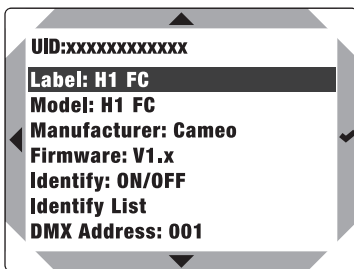 UID:xxxxxxxxxxxx
Label: H1 FC
Model: H1 FC
Manufacturer: Cameo
Firmware: V1.x
Identify: ON/OFF
Identify List
DMX Address: 001